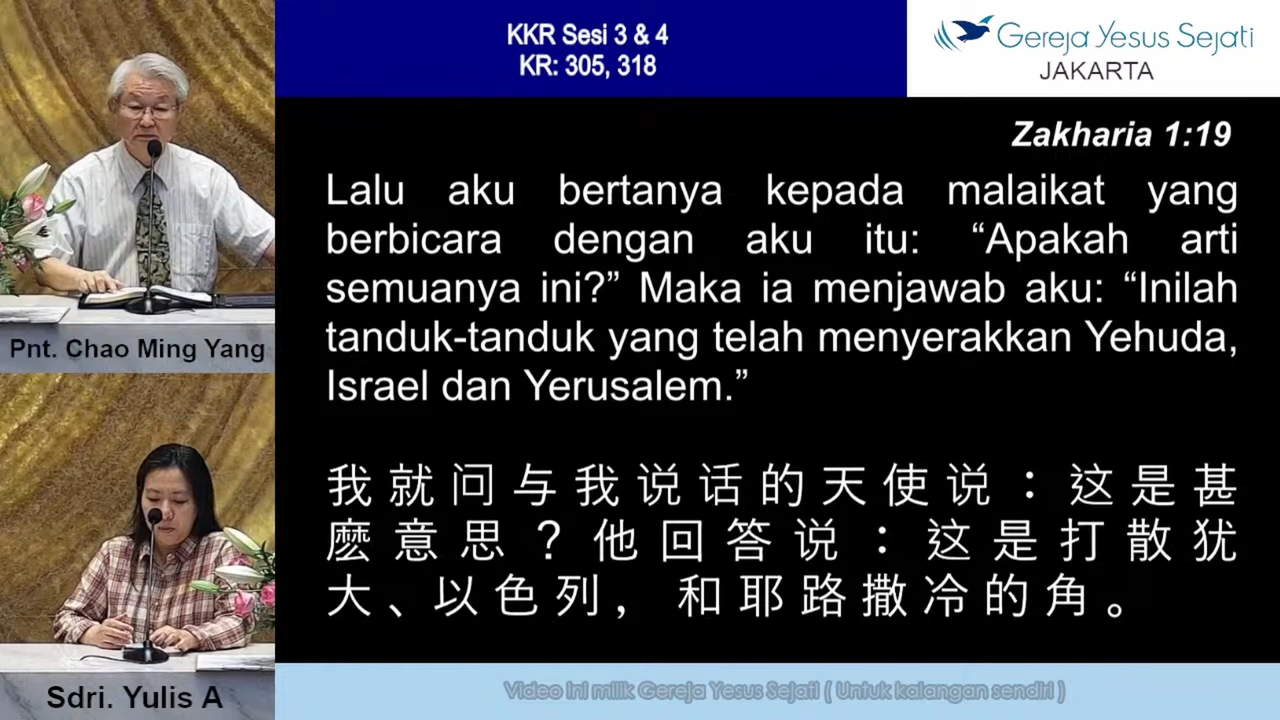 KKR Sesi 3 & 4
KR: 305, 318
Gereja Yesus Sejati
JAKARTA
Zakharia 1:19
Lalu aku bertanya kepada malaikat yang
berbicara dengan aku itu: “Apakah arti
semuanya ini?” Maka ia menjawab aku: “Inilah
tanduk-tanduk yang telah menyerakkan Yehuda,
Israel dan Yerusalem.”
我就问与我说话的天使说：这是甚
麽意思？他回答说：这是打散犹
大、以色列，和耶路撒冷的角。
Pnt. Chao Ming Yang
Sdri. Yulis A
Video ini milik Gereja Yesus Sejati ( Untuk kalangan sendiri )